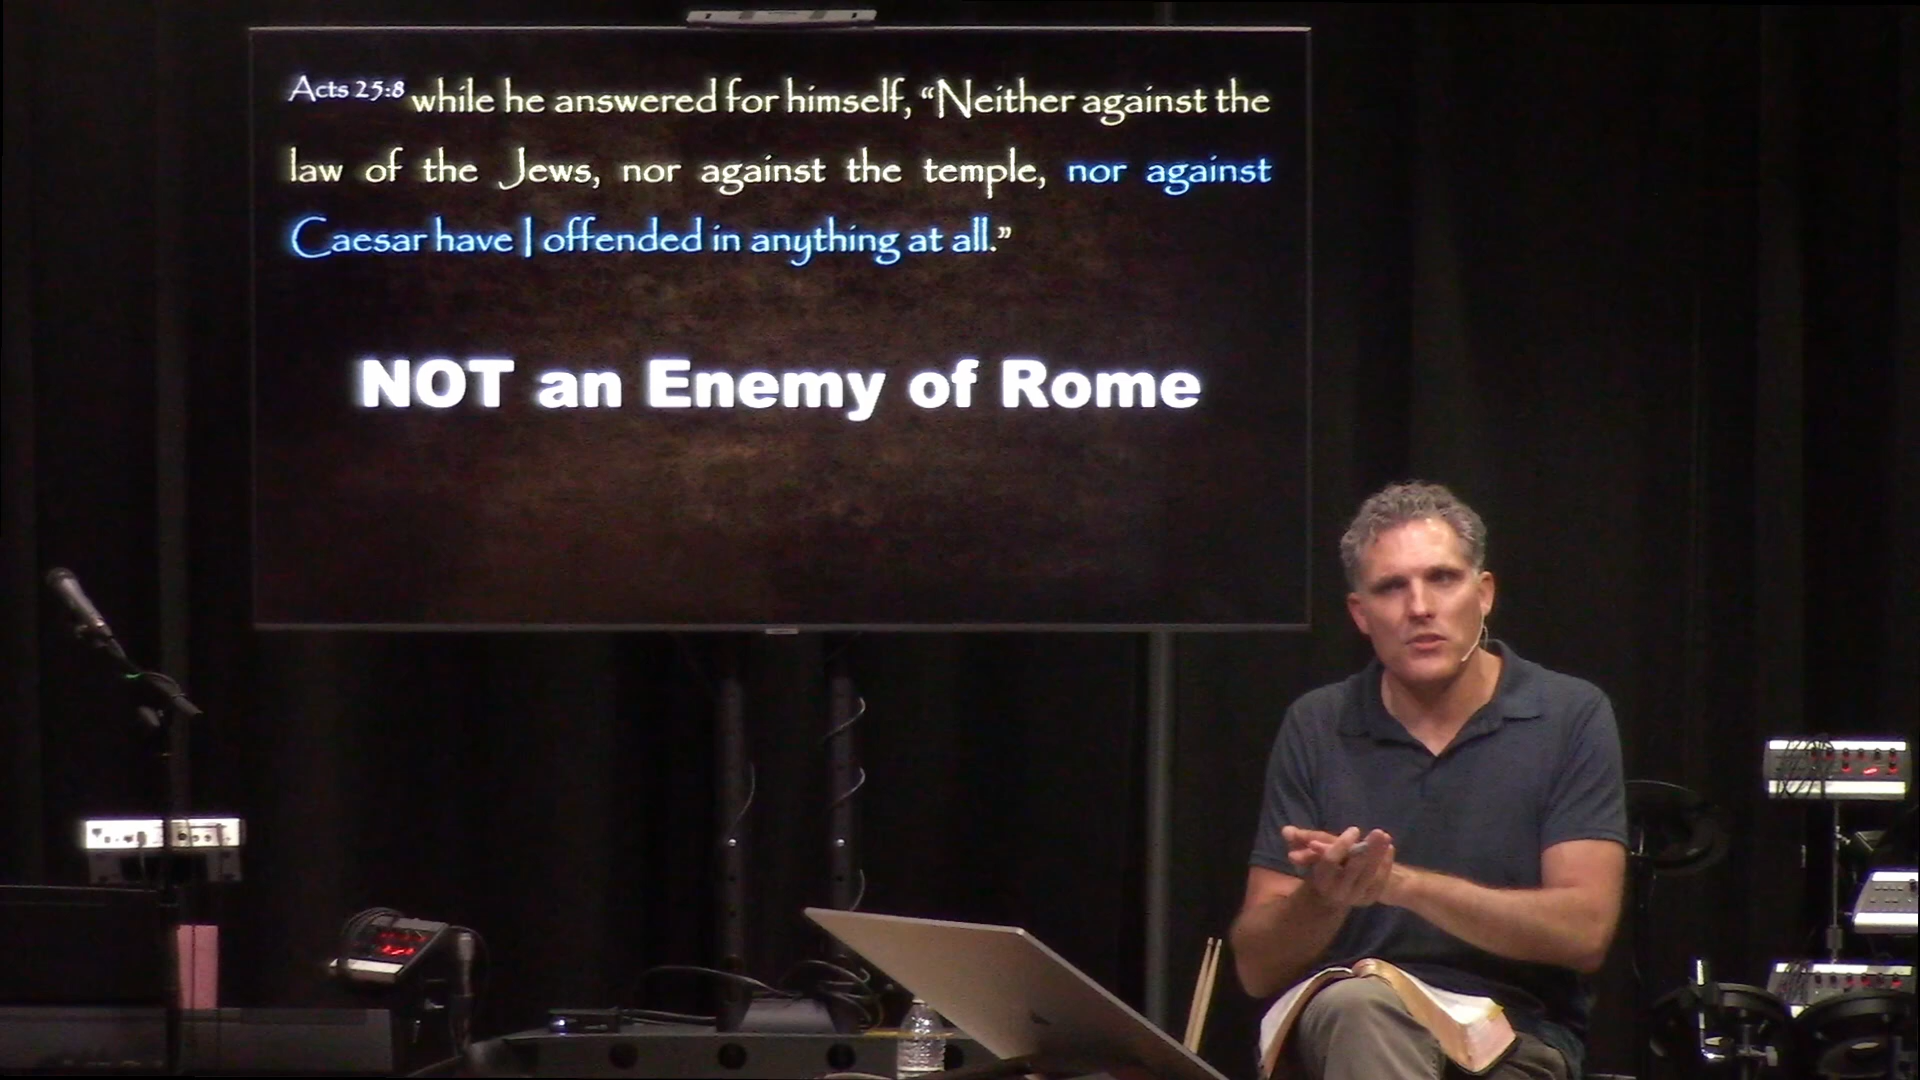 Acts 25:8 while he answered for himself, “Neither against the
law of the Jews, nor against the temple, nor against
Caesar have I offended in anything at all.”
NOT an Enemy of Rome